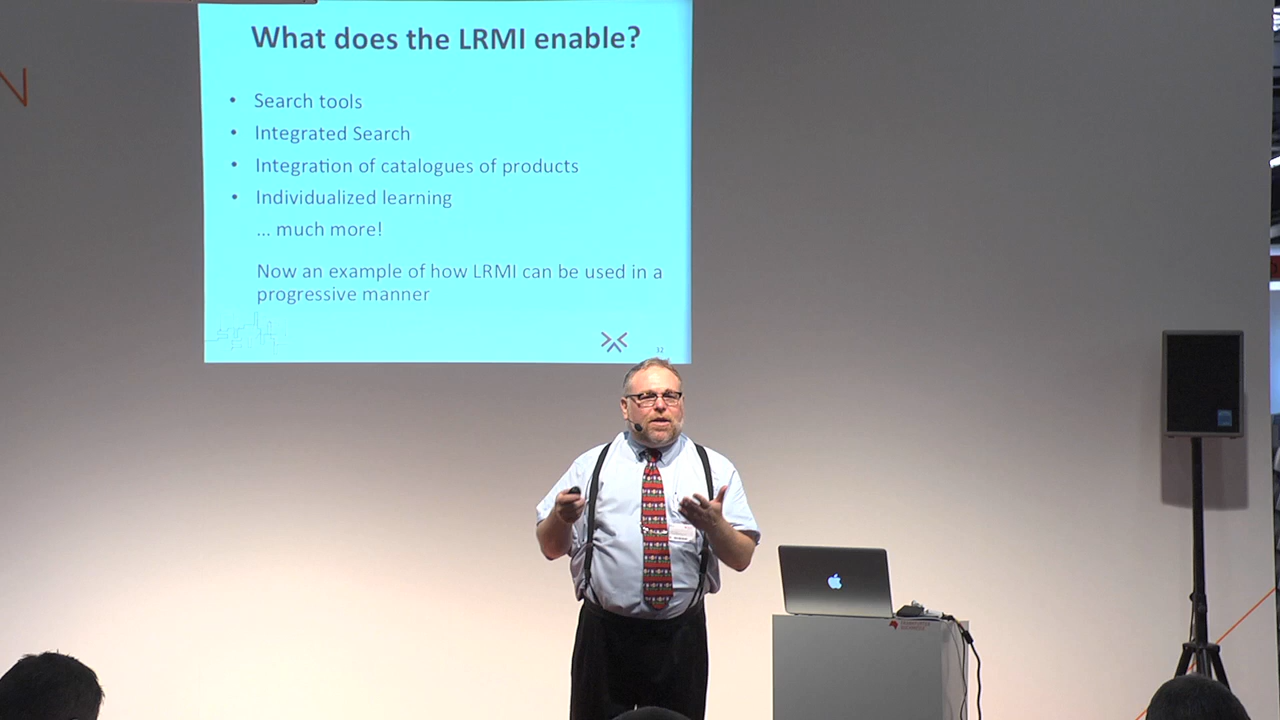 What does the LRMI enable?
• Search tools
• Integrated Search
• Integration of catalogues of products
• Individualized learning
... much more!
Now an example of how LRMI can be used in a
progressive manner
32
N